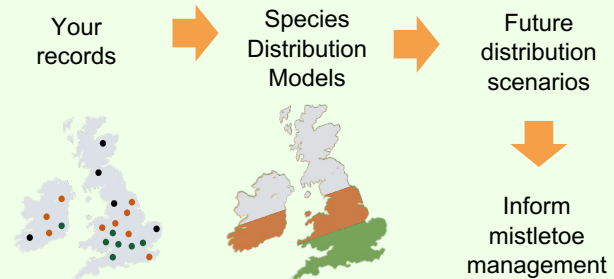 Your
records
Species
Distribution
Models
Future
distribution
scenarios
Inform
mistletoe
management